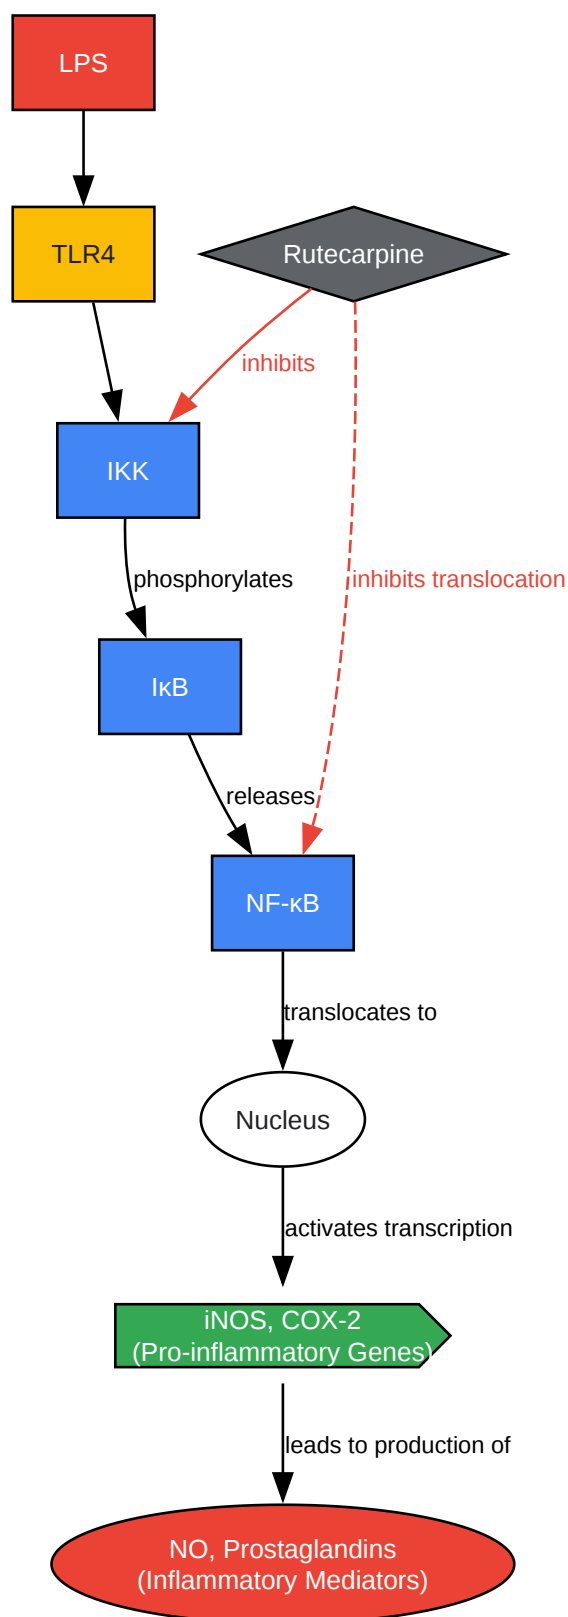 LPS
TLR4
Rutecarpine
inhibits
IKK
phosphorylates
inhibits translocation
IκB
releases
NF-κB
translocates to
Nucleus
activates transcription
iNOS, COX-2
(Pro-inflammatory Genes)
leads to production of
NO, Prostaglandins
(Inflammatory Mediators)